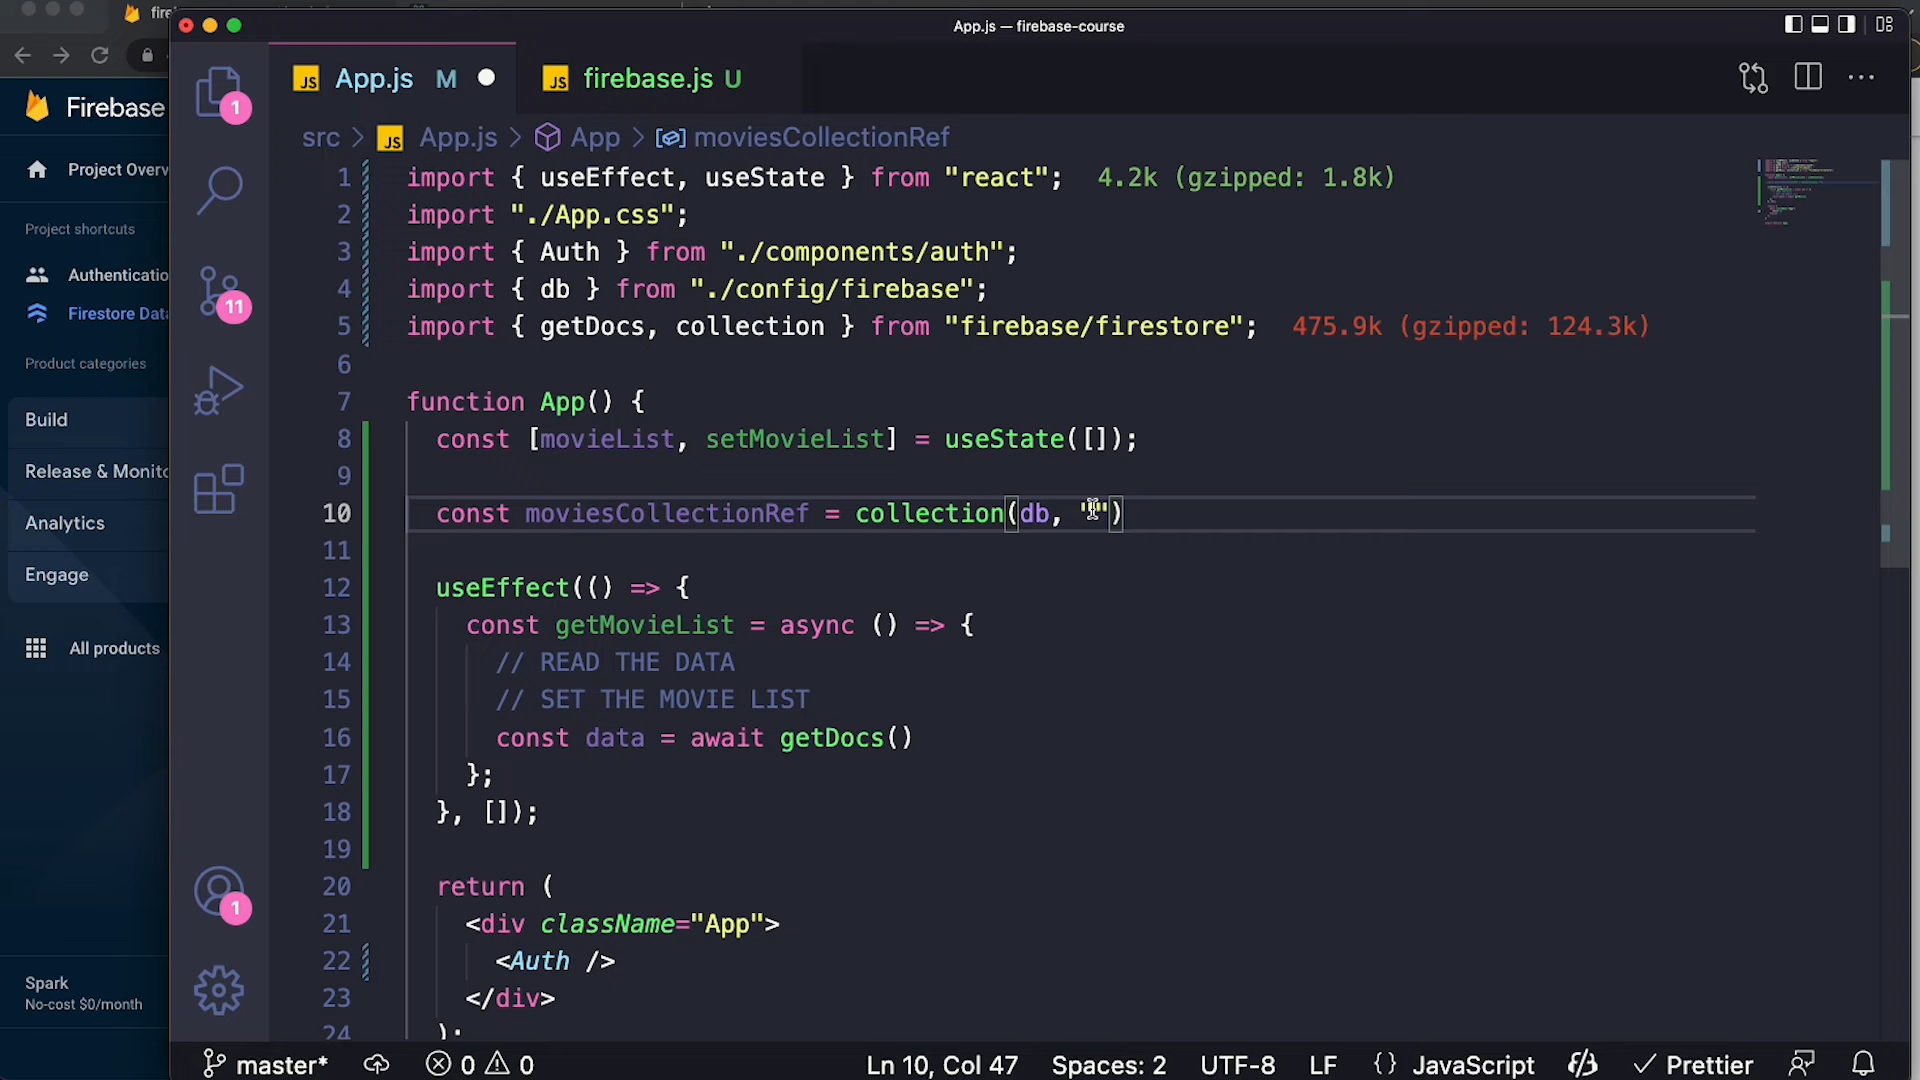 fire
App.js — firebase-course
Firebase
Project Overv
Project shortcuts
Authenticatio
Firestore Data
Product categories
Build
Release & Monito
Analytics
Engage
All products
Spark
No-cost $0/month
1
11
1
App.js M
firebase.js U
src > App.js > App > moviesCollectionRef
1 import { useEffect, useState } from "react"; 4.2k (gzipped: 1.8k)
2 import "./App.css";
3 import { Auth } from "./components/auth";
4 import { db } from "./config/firebase";
5 import { getDocs, collection } from "firebase/firestore"; 475.9k (gzipped: 124.3k)
6
7 function App() {
8 const [movieList, setMovieList] = useState([]);
9
10 const moviesCollectionRef = collection(db, "")
11
12 useEffect(() => {
13 const getMovieList = async () => {
14 // READ THE DATA
15 // SET THE MOVIE LIST
16 const data = await getDocs()
17 };
18 }, []);
19
20 return (
21 <div className="App">
22 <Auth />
23 </div>
24 );
master* 0 0 Ln 10, Col 47 Spaces: 2 UTF-8 LF {} JavaScript Prettier